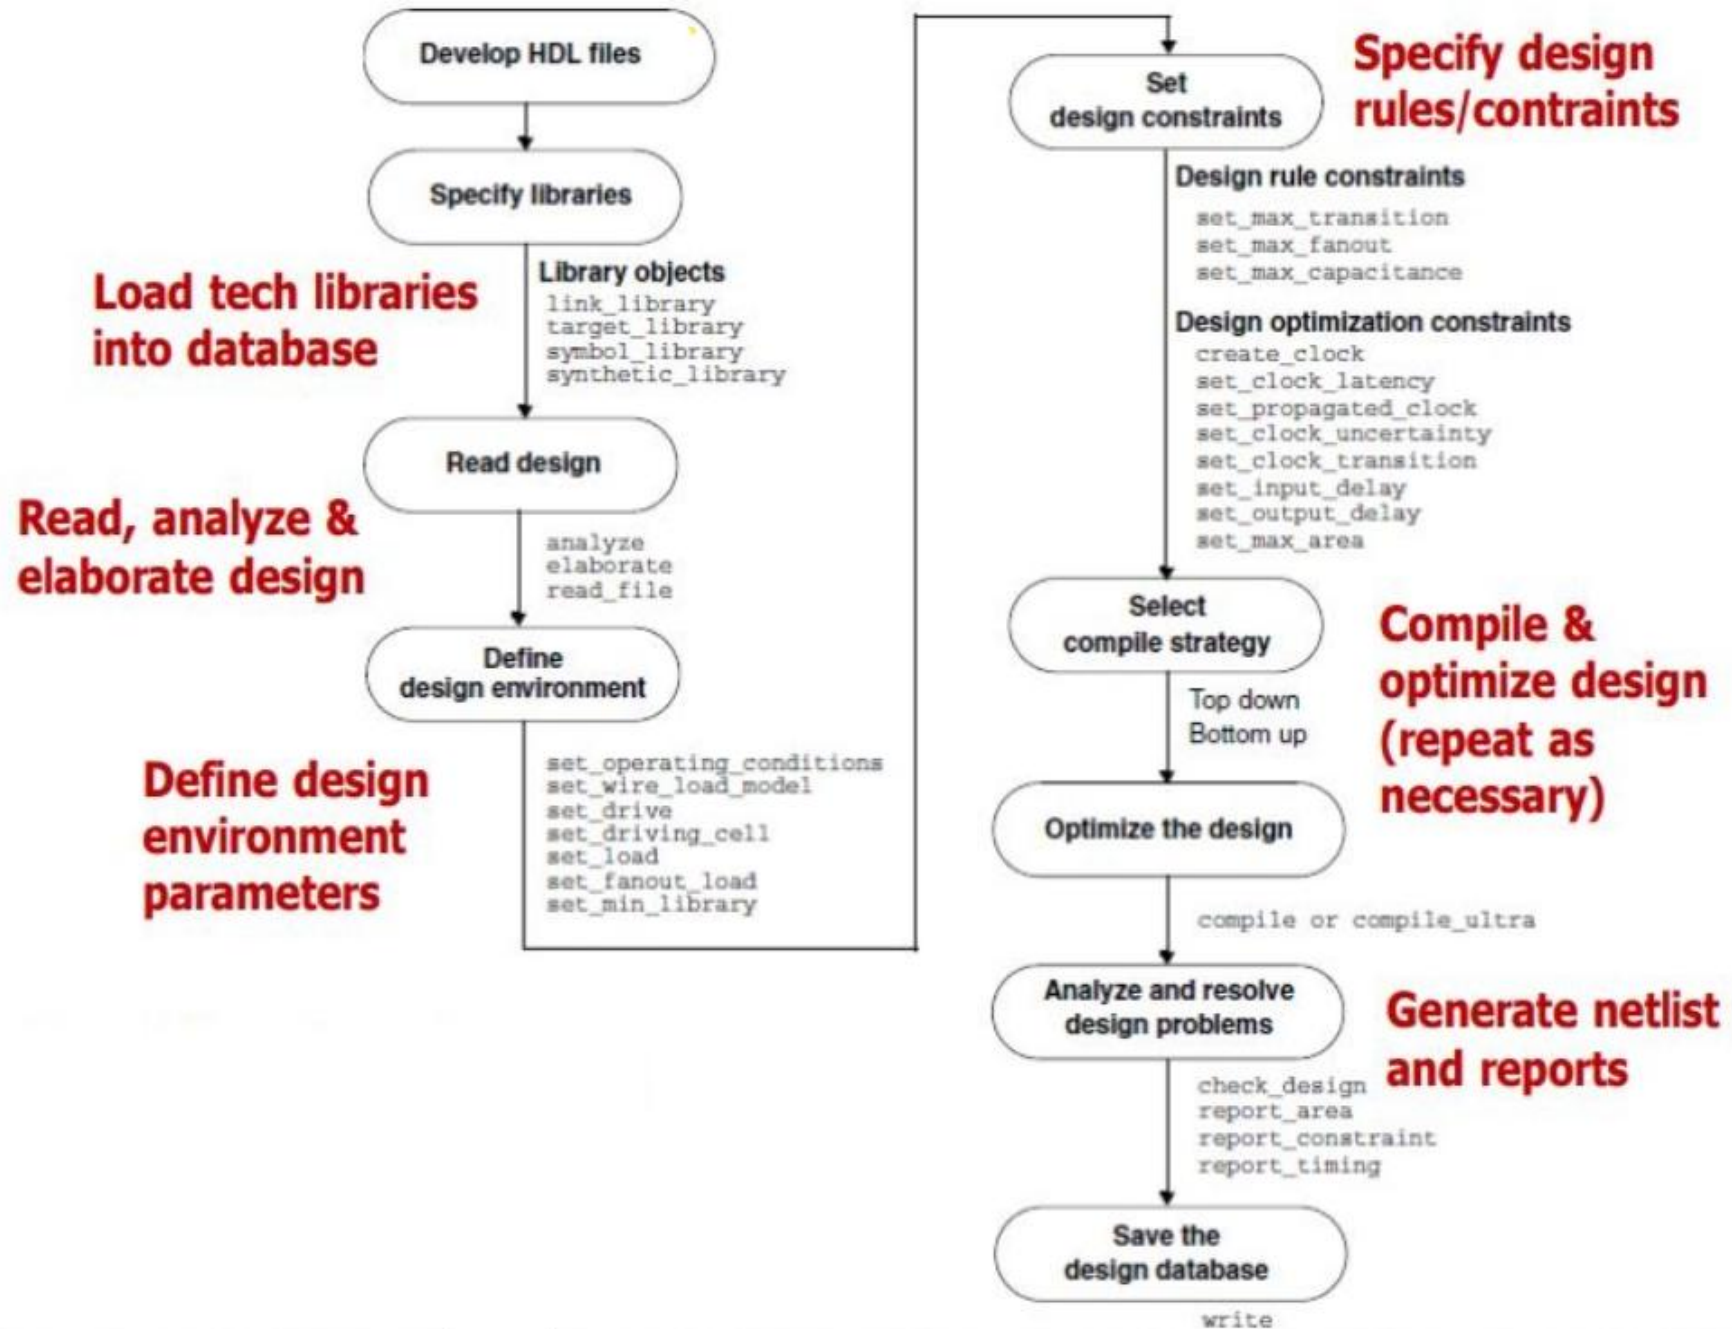 Develop HDL files
Specify libraries
Load tech libraries
into database
Library objects
link_library
target_library
symbol_library
synthetic_library
Read design
Read, analyze &
elaborate design
analyze
elaborate
read_file
Define
design environment
Define design
environment
parameters
set_operating_conditions
set_wire_load_model
set_drive
set_driving_cell
set_load
set_fanout_load
set_min_library
Set
design constraints
Specify design
rules/contraints
Design rule constraints
set_max_transition
set_max_fanout
set_max_capacitance
Design optimization constraints
create_clock
set_clock_latency
set_propagated_clock
set_clock_uncertainty
set_clock_transition
set_input_delay
set_output_delay
set_max_area
Select
compile strategy
Compile &
optimize design
(repeat as
necessary)
Top down
Bottom up
Optimize the design
compile or compile_ultra
Analyze and resolve
design problems
Generate netlist
and reports
check_design
report_area
report_constraint
report_timing
Save the
design database
write